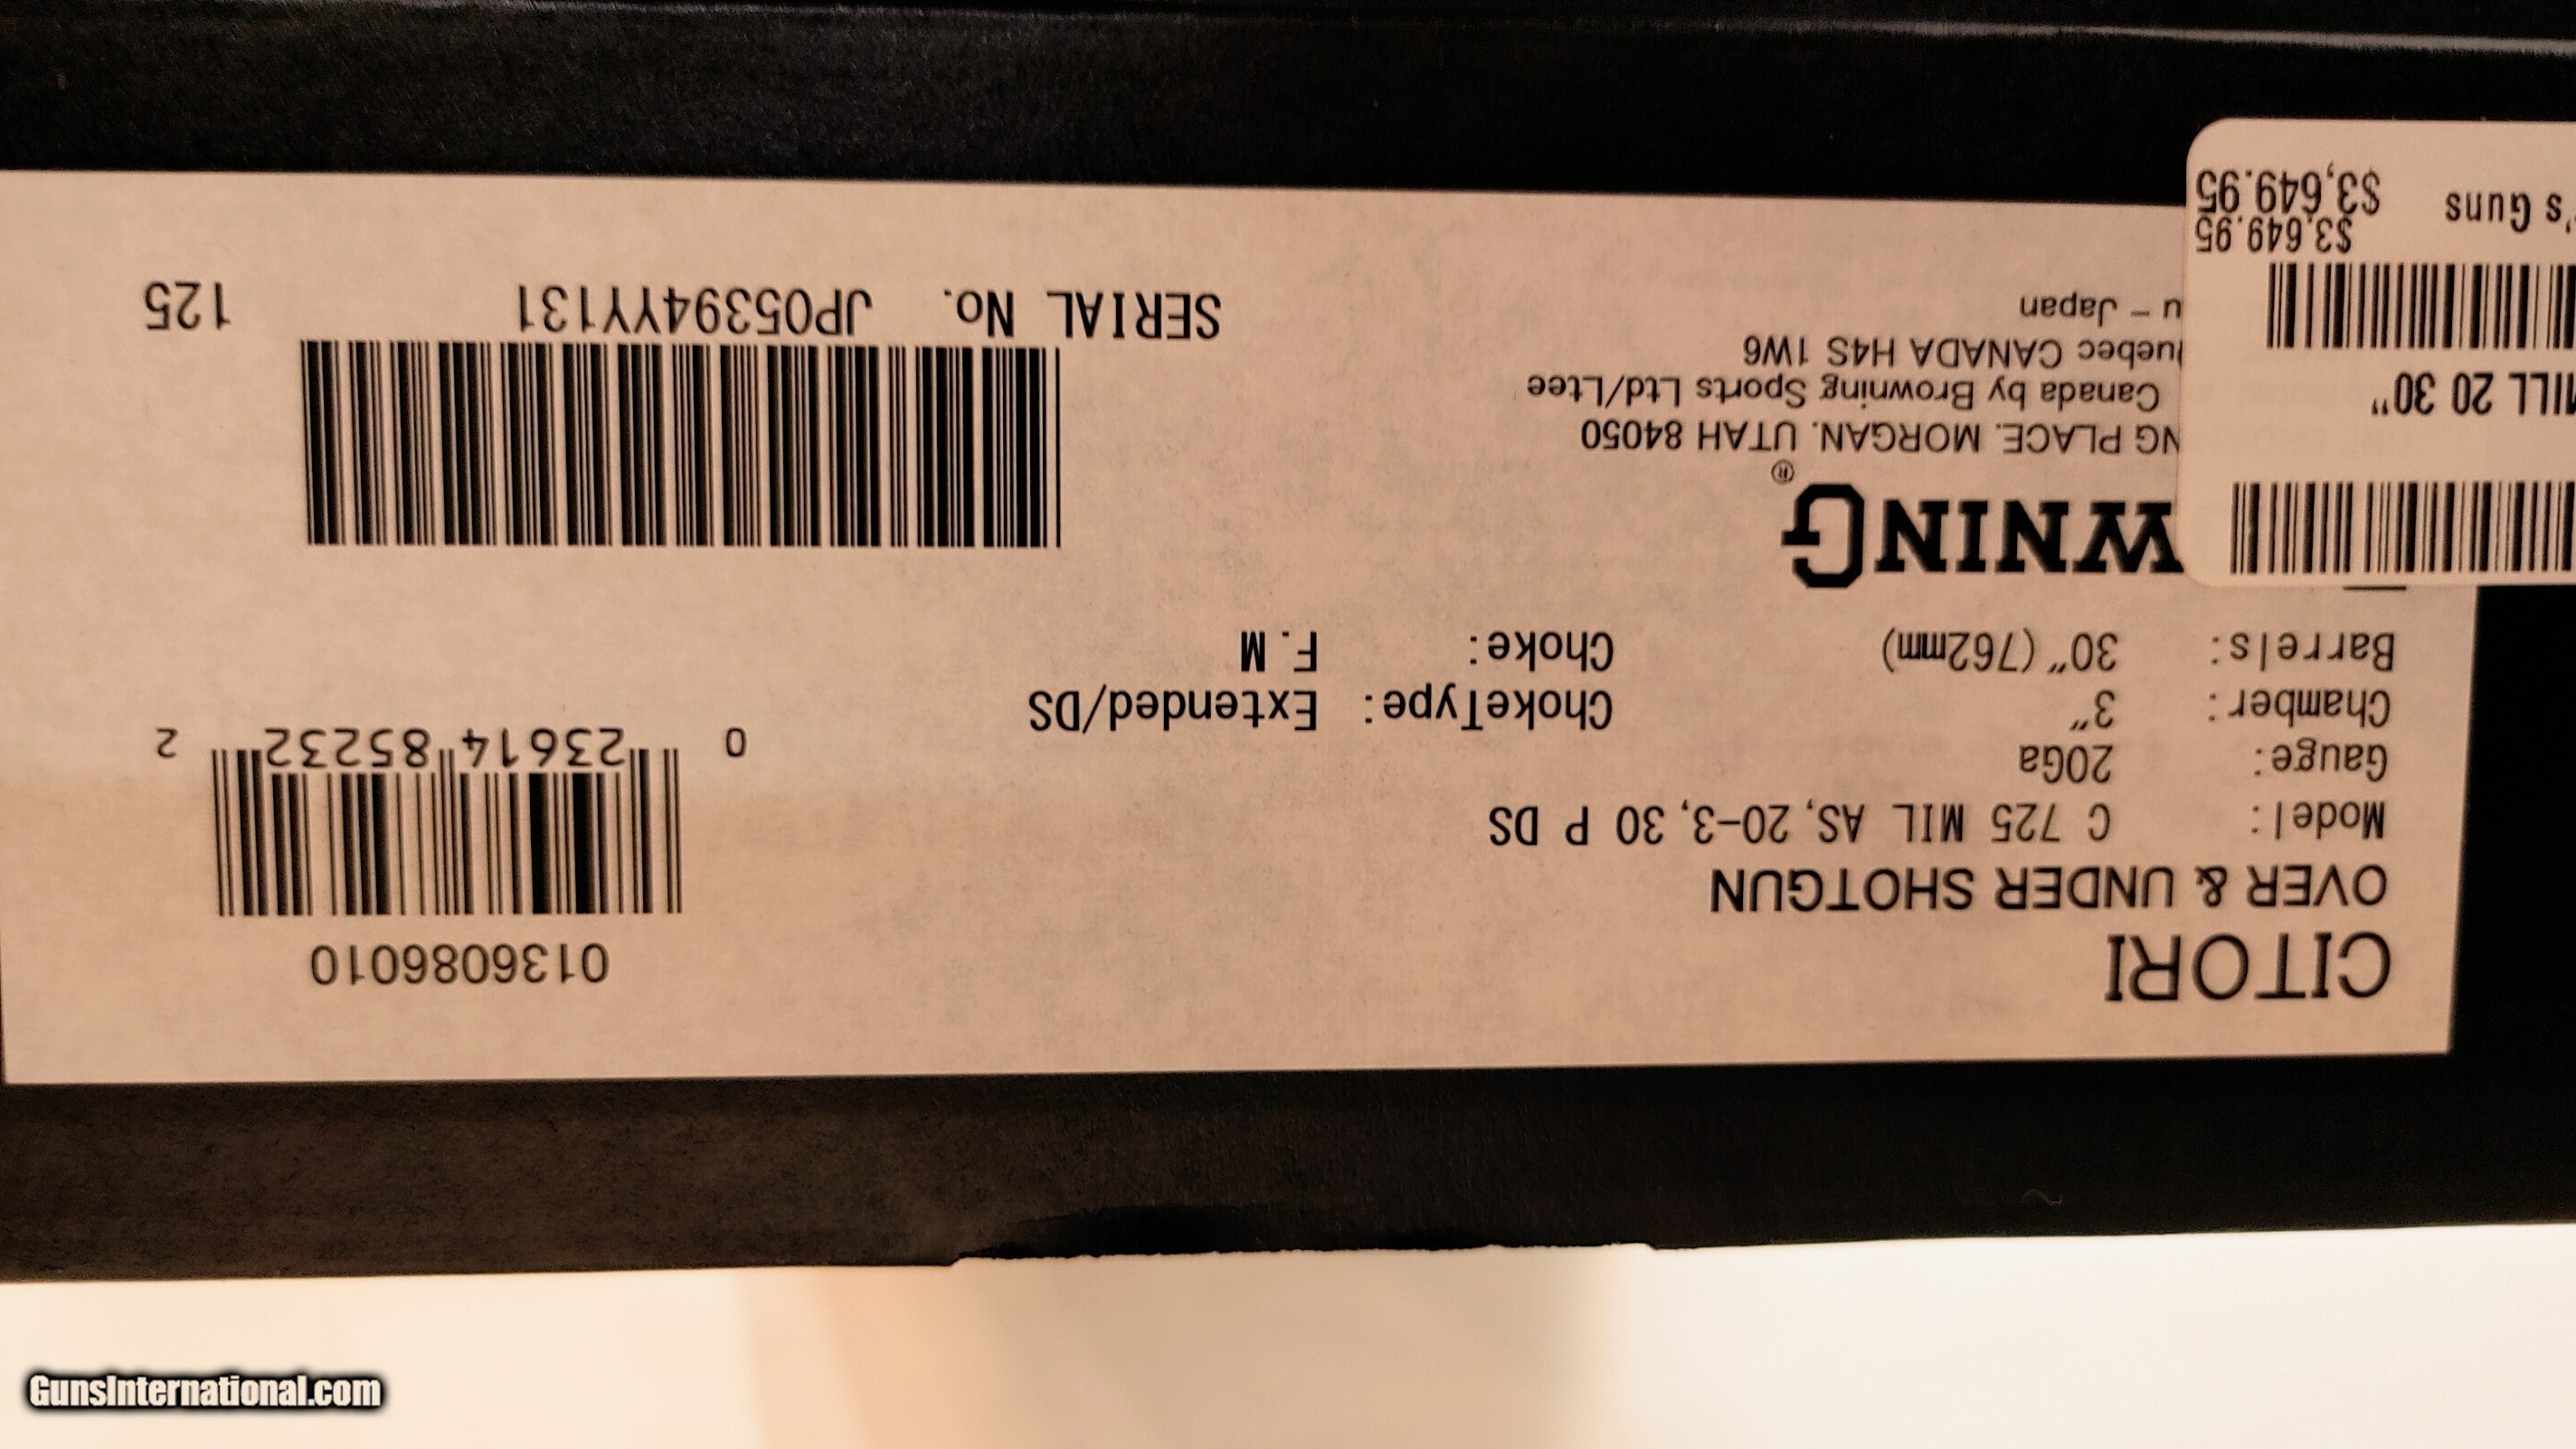 CITORI
OVER & UNDER SHOTGUN
Model: C 725 MIL AS, 20-3, 30 P DS
Gauge: 20Ga
Chamber: 3"
ChokeType: Extended/DS
Barrels: 30" (762mm)
Choke: F. M
0136086010
0 23614 85232 2
WNING®
NG PLACE. MORGAN. UTAH 84050
Canada by Browning Sports Ltd/Ltee
uebec CANADA H4S 1W6
u - Japan
SERIAL No. JP05394YY131
125
ILL 20 30"
$3,649.95
's Guns $3,649.95
GunsInternational.com